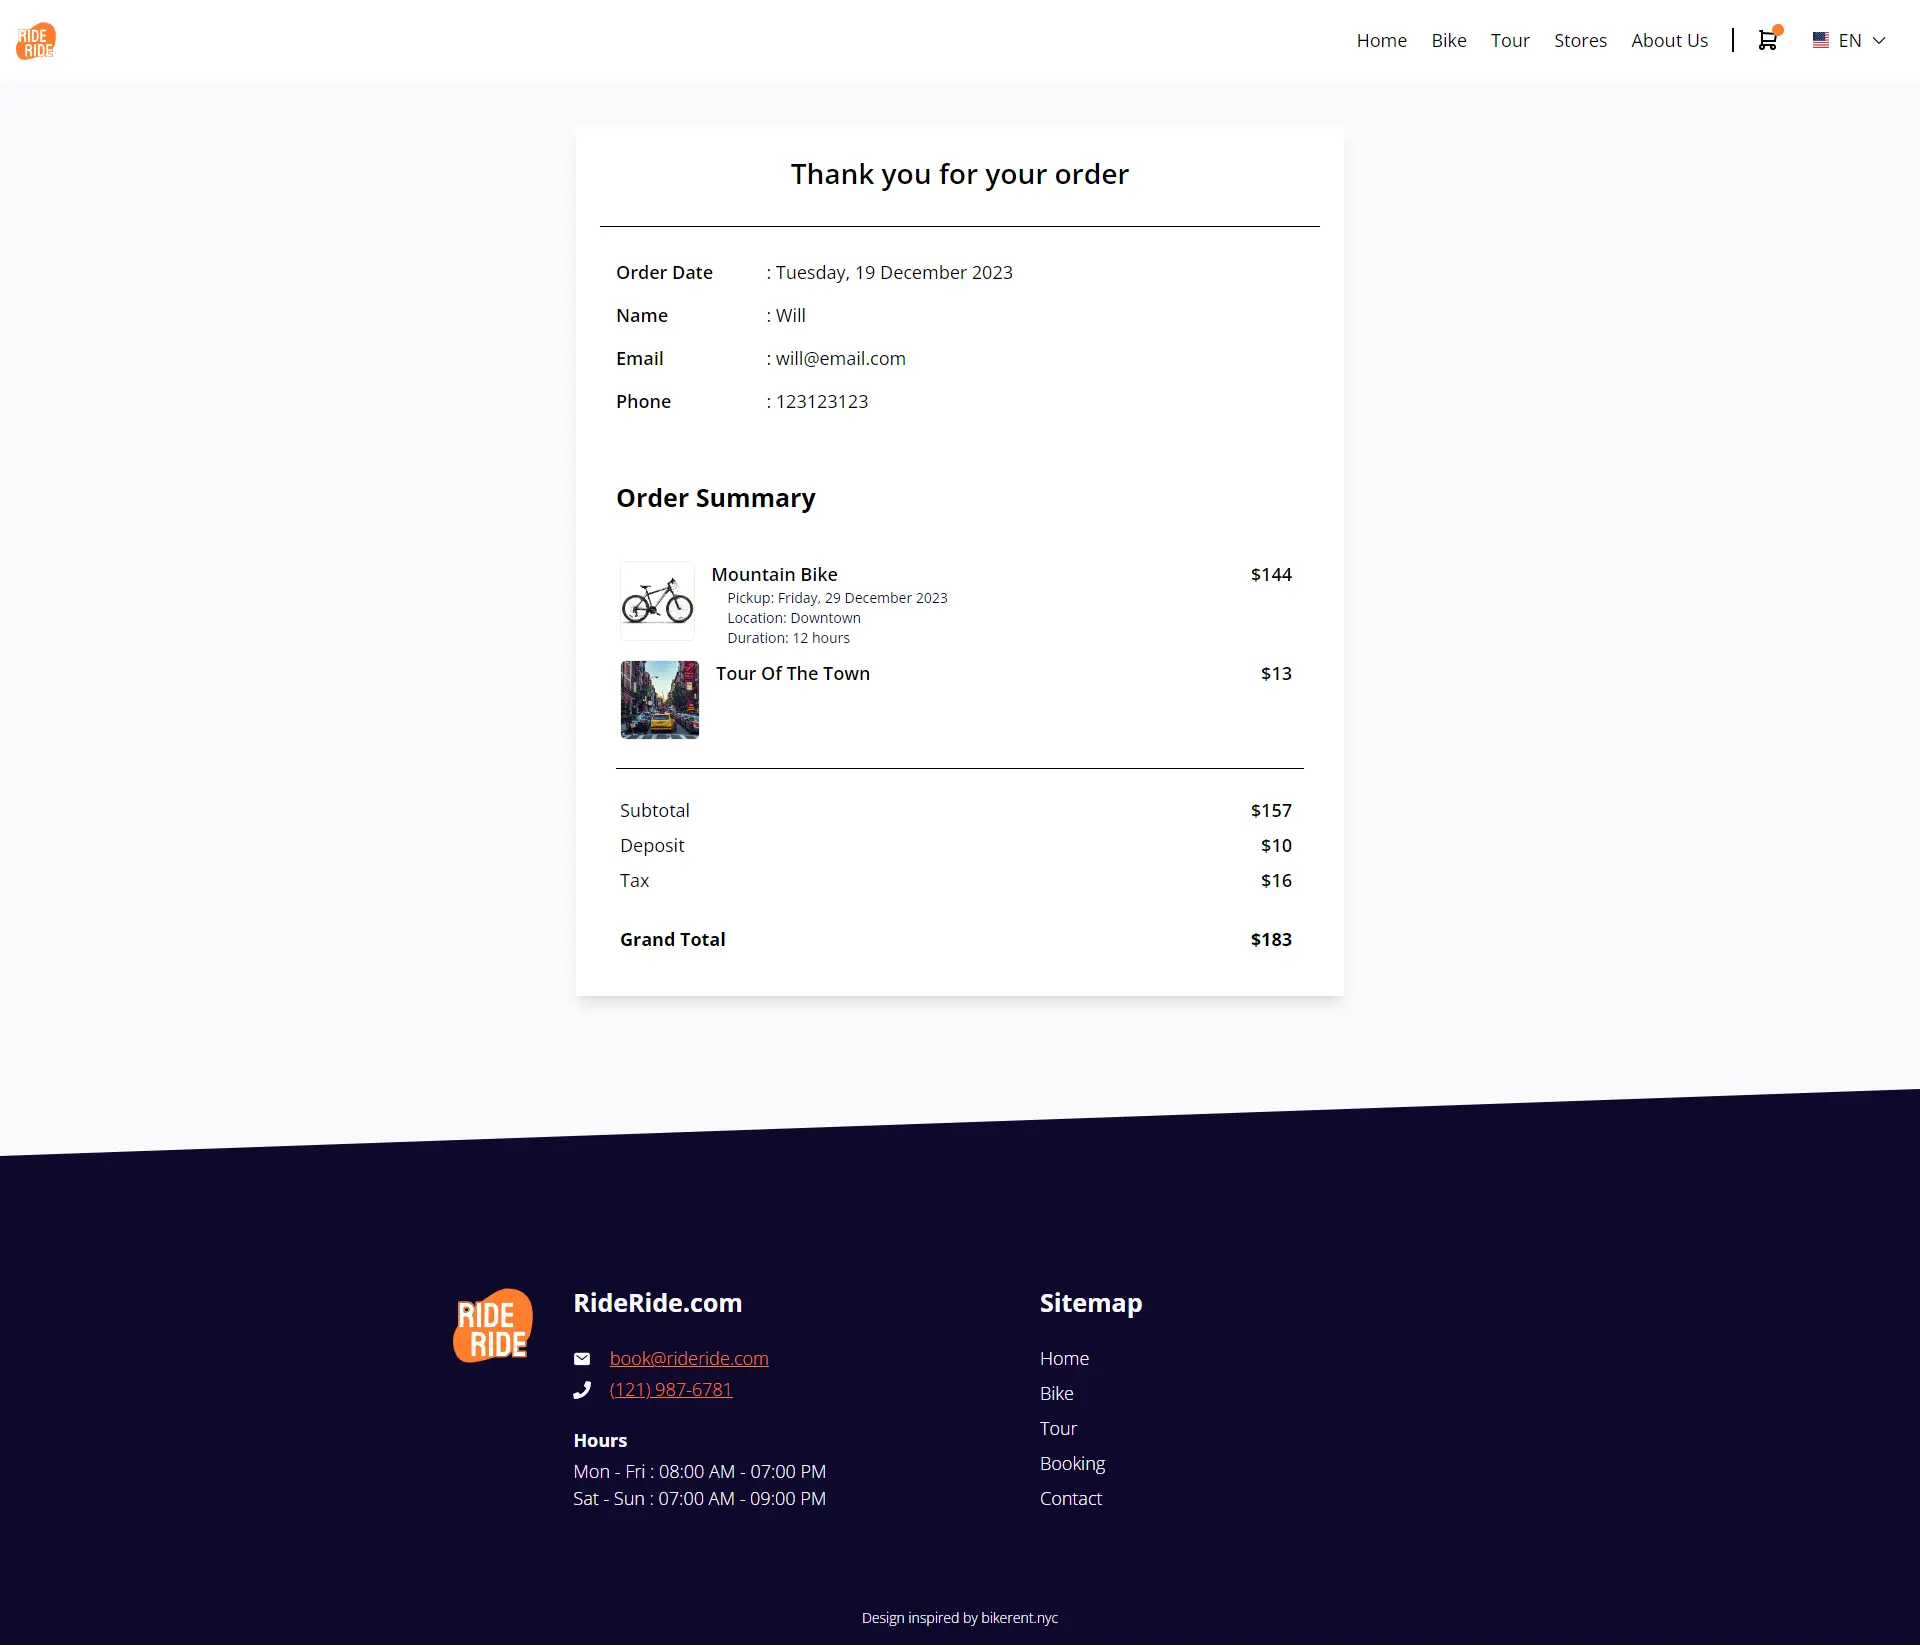 RIDE
RIDE
Home Bike Tour Stores About Us EN
Thank you for your order
Order Date : Tuesday, 19 December 2023
Name : Will
Email : will@email.com
Phone : 123123123
Order Summary
Mountain Bike $144
Pickup: Friday, 29 December 2023
Location: Downtown
Duration: 12 hours
Tour Of The Town $13
Subtotal $157
Deposit $10
Tax $16
Grand Total $183
RIDE
RIDE
RideRide.com
book@rideride.com
(121) 987-6781
Hours
Mon - Fri : 08:00 AM - 07:00 PM
Sat - Sun : 07:00 AM - 09:00 PM
Sitemap
Home
Bike
Tour
Booking
Contact
Design inspired by bikerent.nyc